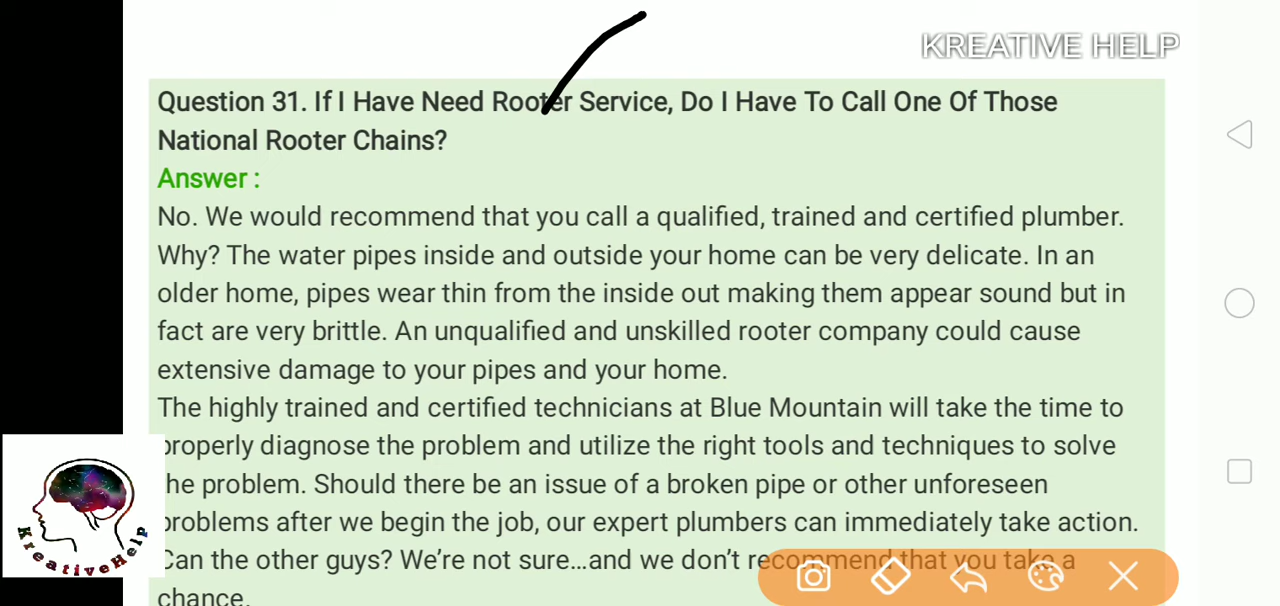 KREATIVE HELP
Question 31. If I Have Need Rooter Service, Do I Have To Call One Of Those
National Rooter Chains?
Answer :
No. We would recommend that you call a qualified, trained and certified plumber.
Why? The water pipes inside and outside your home can be very delicate. In an
older home, pipes wear thin from the inside out making them appear sound but in
fact are very brittle. An unqualified and unskilled rooter company could cause
extensive damage to your pipes and your home.
The highly trained and certified technicians at Blue Mountain will take the time to
properly diagnose the problem and utilize the right tools and techniques to solve
the problem. Should there be an issue of a broken pipe or other unforeseen
problems after we begin the job, our expert plumbers can immediately take action.
Can the other guys? We're not sure...and we don't recommend that you take a
chance.
KreativeHelp